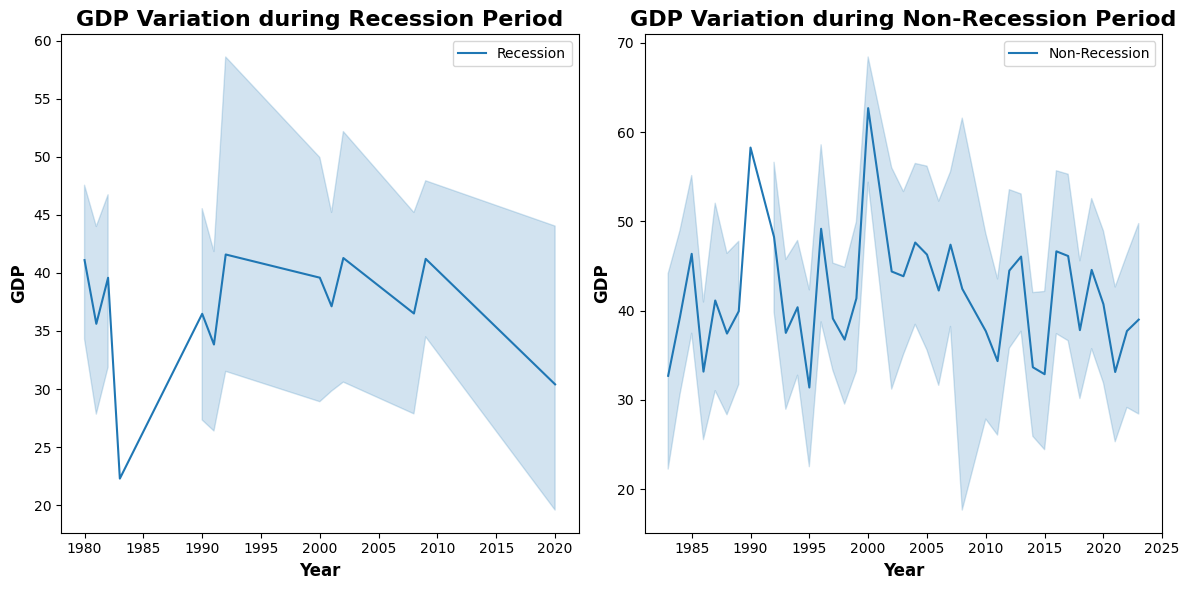 GDP Variation during Recession Period
60
55
50
45
40
35
30
25
20
GDP
Recession
1980 1985 1990 1995 2000 2005 2010 2015 2020
Year
GDP Variation during Non-Recession Period
70
60
50
40
30
20
GDP
Non-Recession
1985 1990 1995 2000 2005 2010 2015 2020 2025
Year